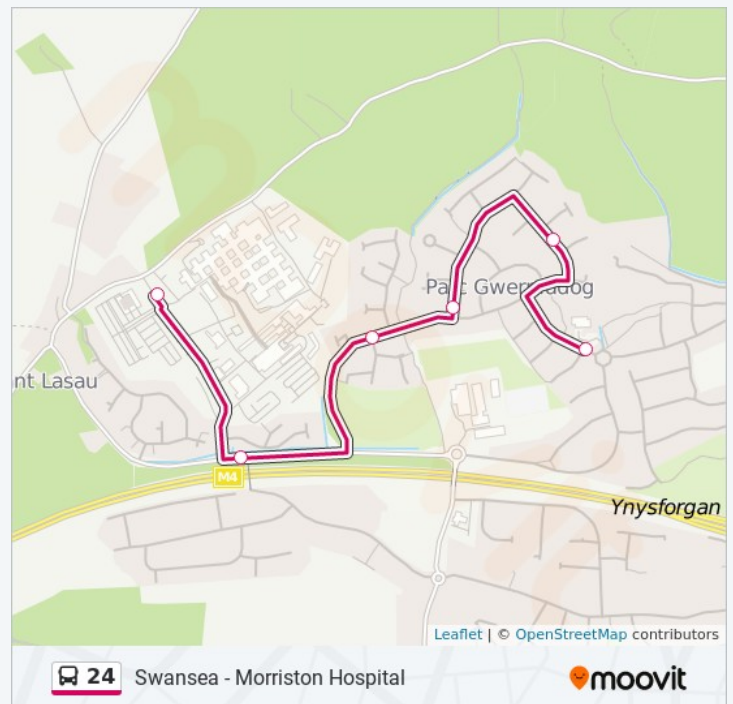 Parc Gwernfadog
nt Lasau
M4
Ynysforgan
Leaflet | © OpenStreetMap contributors
24 Swansea - Morriston Hospital
moovit